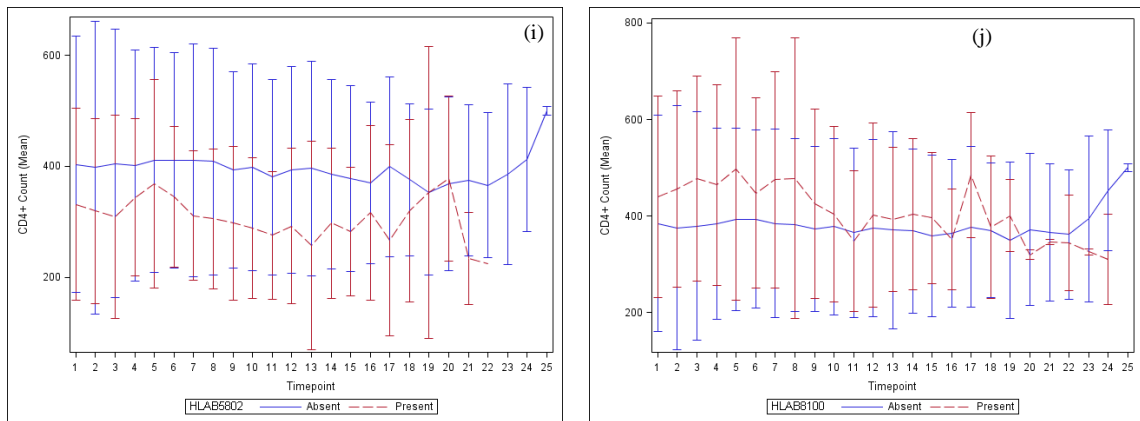 (i)
CD4+ Count (Mean)
600
400
200
1 2 3 4 5 6 7 8 9 10 11 12 13 14 15 16 17 18 19 20 21 22 23 24 25
Timepoint
HLAB5802 Absent Present
(j)
CD4+ Count (Mean)
800
600
400
200
1 2 3 4 5 6 7 8 9 10 11 12 13 14 15 16 17 18 19 20 21 22 23 24 25
Timepoint
HLAB8100 Absent Present